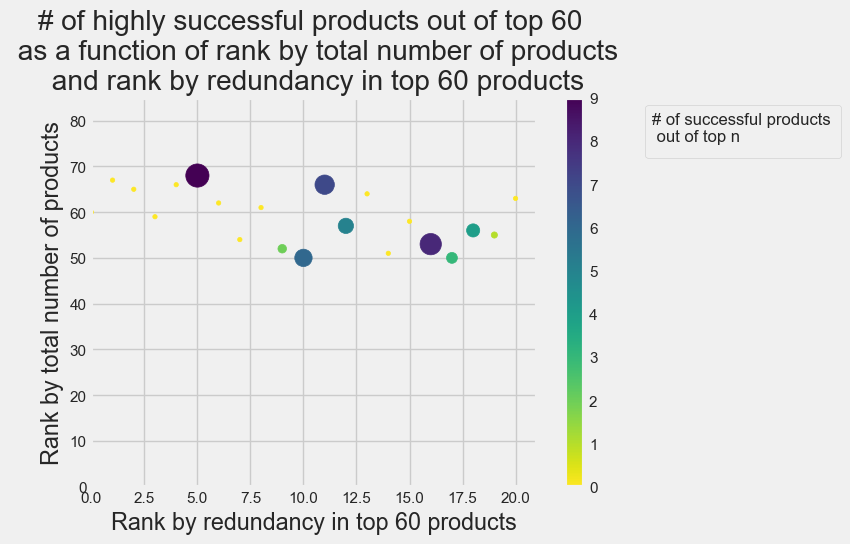 # of highly successful products out of top 60
as a function of rank by total number of products
and rank by redundancy in top 60 products
# of successful products
out of top n
Rank by total number of products
80
70
60
50
40
30
20
10
0
0.0 2.5 5.0 7.5 10.0 12.5 15.0 17.5 20.0
Rank by redundancy in top 60 products
9
8
7
6
5
4
3
2
1
0